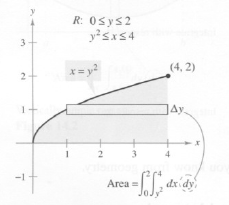 y
R: 0 ≤ y ≤ 2
y² ≤ x ≤ 4
3
x = y²
(4, 2)
2
1
Δy
x
1 2 3 4
−1
Area = ∫₀² ∫_{y²}^4 dx dy